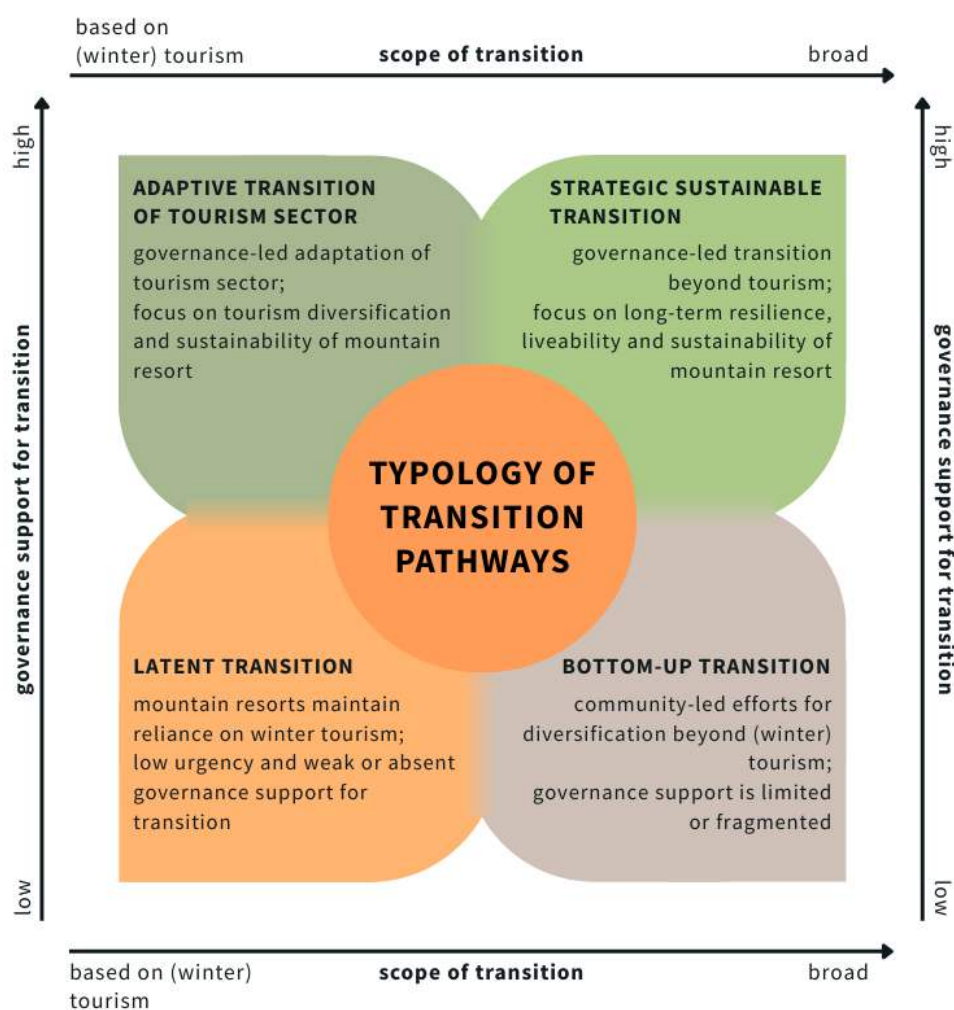 based on
(winter) tourism
scope of transition
broad
high
governance support for transition
low
high
governance support for transition
low
ADAPTIVE TRANSITION
OF TOURISM SECTOR
governance-led adaptation of
tourism sector;
focus on tourism diversification
and sustainability of mountain
resort
STRATEGIC SUSTAINABLE
TRANSITION
governance-led transition
beyond tourism;
focus on long-term resilience,
liveability and sustainability of
mountain resort
TYPOLOGY OF
TRANSITION
PATHWAYS
LATENT TRANSITION
mountain resorts maintain
reliance on winter tourism;
low urgency and weak or absent
governance support for
transition
BOTTOM-UP TRANSITION
community-led efforts for
diversification beyond (winter)
tourism;
governance support is limited
or fragmented
based on (winter)
tourism
scope of transition
broad